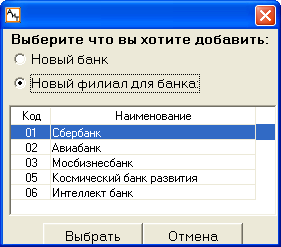 Выберите что вы хотите добавить:
Новый банк
Новый филиал для банка
Код Наименование
01 Сбербанк
02 Авиабанк
03 Мосбизнесбанк
05 Космический банк развития
06 Интеллект банк
Выбрать Отмена